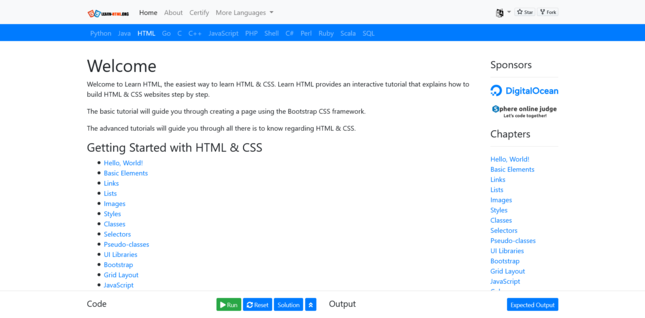 LEARN-HTML.ORG Home About Certify More Languages Star Fork
Python Java HTML Go C C++ JavaScript PHP Shell C# Perl Ruby Scala SQL
Welcome
Welcome to Learn HTML, the easiest way to learn HTML & CSS. Learn HTML provides an interactive tutorial that explains how to
build HTML & CSS websites step by step.
The basic tutorial will guide you through creating a page using the Bootstrap CSS framework.
The advanced tutorials will guide you through all there is to know regarding HTML & CSS.
Getting Started with HTML & CSS
Hello, World!
Basic Elements
Links
Lists
Images
Styles
Classes
Selectors
Pseudo-classes
UI Libraries
Bootstrap
Grid Layout
JavaScript
Sponsors
DigitalOcean
Sphere online judge
Let's code together!
Chapters
Hello, World!
Basic Elements
Links
Lists
Images
Styles
Classes
Selectors
Pseudo-classes
UI Libraries
Bootstrap
Grid Layout
JavaScript
Code Run Reset Solution Output Expected Output